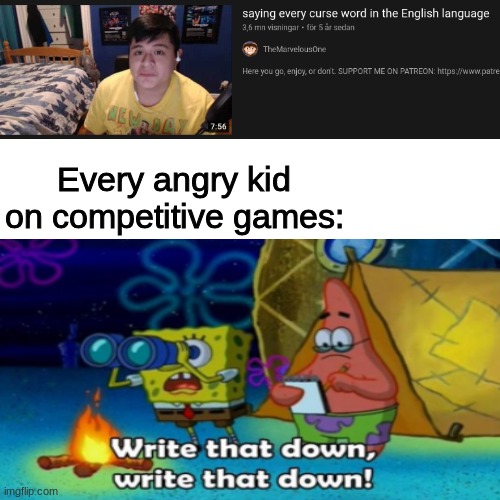 saying every curse word in the English language
3,6 mn visningar • för 5 år sedan
TheMarvelousOne
Here you go, enjoy, or don't. SUPPORT ME ON PATREON: https://www.patre
NEW DAY
7:56
Every angry kid
on competitive games:
Write that down,
write that down!
imgflip.com